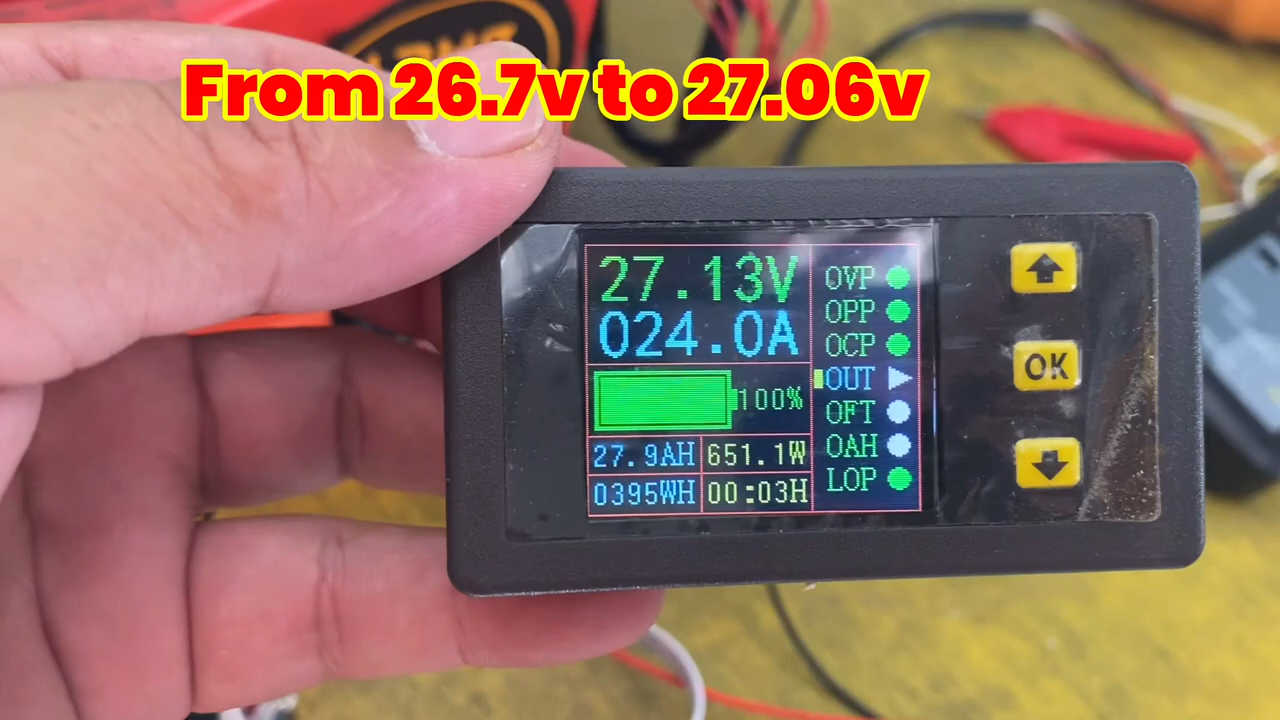 From 26.7v to 27.06v
27.13V
024.0A
100%
27.9AH
651.1W
0395WH
00:03H
OVP
OPP
OCP
OUT
OFT
OAH
LOP
OK